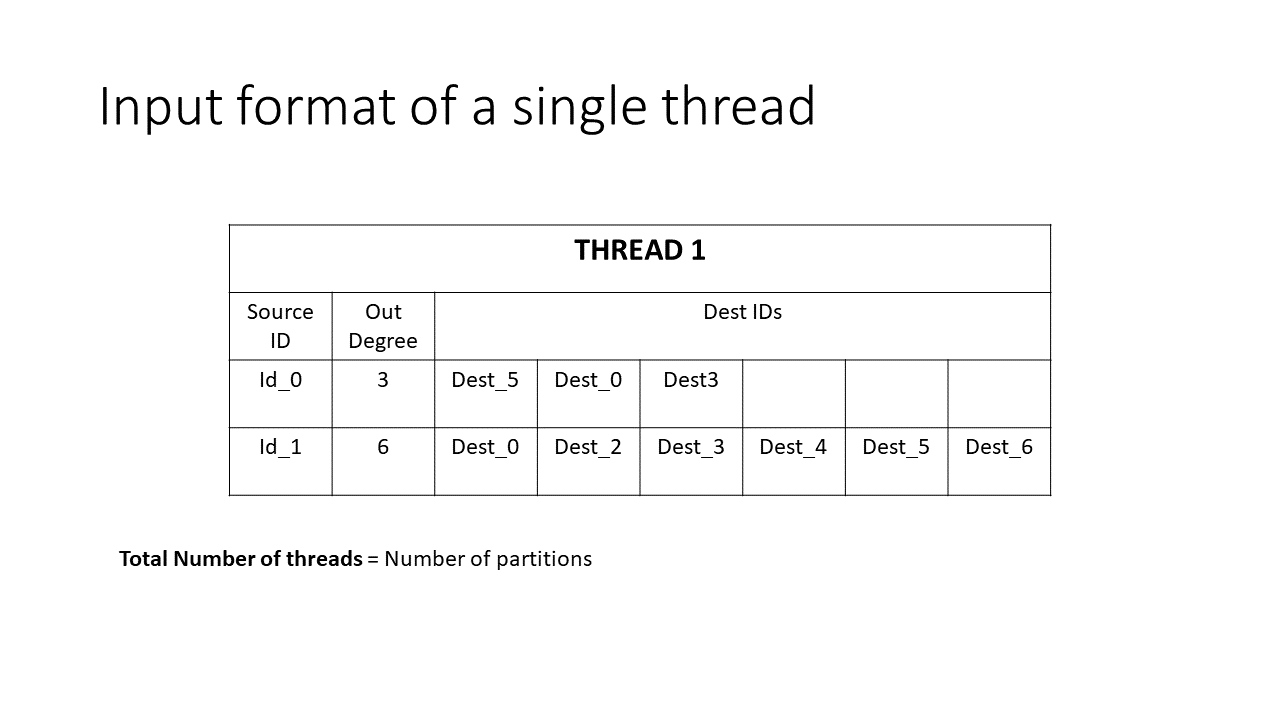 Input format of a single thread
THREAD 1
Source ID Out Degree Dest IDs
Id_0 3 Dest_5 Dest_0 Dest3
Id_1 6 Dest_0 Dest_2 Dest_3 Dest_4 Dest_5 Dest_6
Total Number of threads = Number of partitions